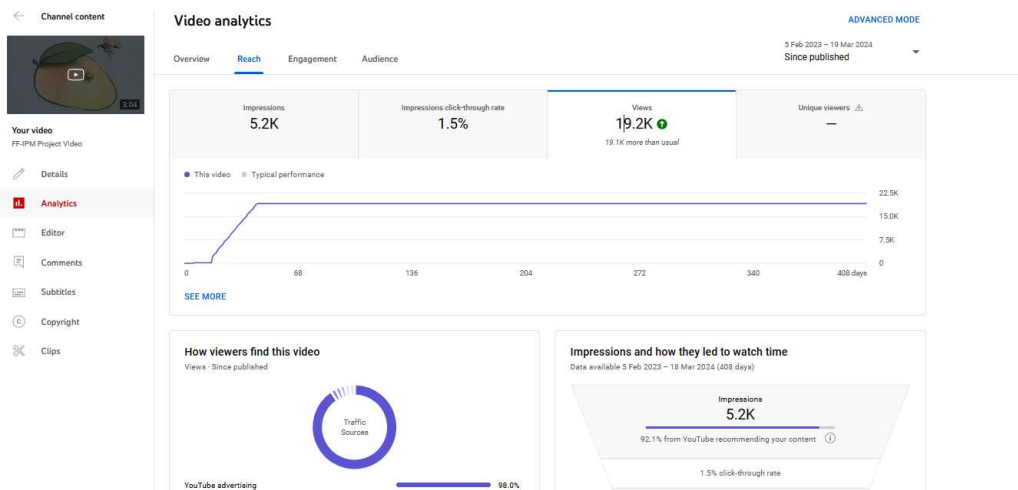 Channel content
3:04
Your video
FF-IPM Project Video
Details
Analytics
Editor
Comments
Subtitles
Copyright
Clips
Video analytics
ADVANCED MODE
Overview Reach Engagement Audience
5 Feb 2023 – 19 Mar 2024
Since published
Impressions
5.2K
Impressions click-through rate
1.5%
Views
19.2K
19.1K more than usual
Unique viewers
—
This video Typical performance
22.5K
15.0K
7.5K
0
0 68 136 204 272 340 408 days
SEE MORE
How viewers find this video
Views · Since published
Traffic
Sources
YouTube advertising 98.0%
Impressions and how they led to watch time
Data available 5 Feb 2023 – 18 Mar 2024 (408 days)
Impressions
5.2K
92.1% from YouTube recommending your content
1.5% click-through rate